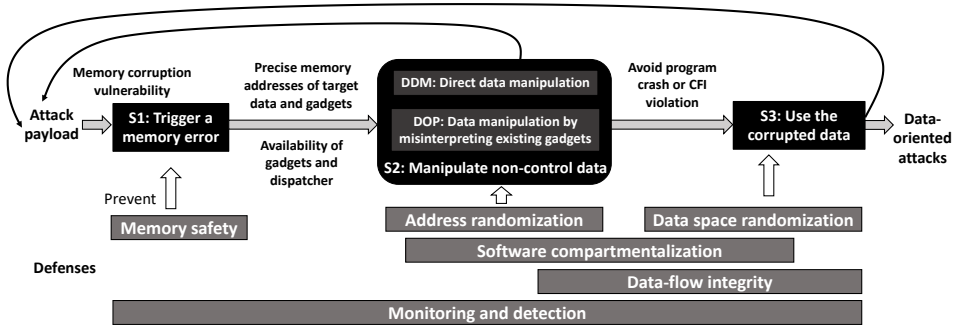 Memory corruption
vulnerability
Precise memory
addresses of target
data and gadgets
DDM: Direct data manipulation
Avoid program
crash or CFI
violation
Attack
payload
S1: Trigger a
memory error
DOP: Data manipulation by
misinterpreting existing gadgets
S3: Use the
corrupted data
Data-
oriented
attacks
Availability of
gadgets and
dispatcher
S2: Manipulate non-control data
Prevent
Memory safety
Address randomization
Data space randomization
Software compartmentalization
Defenses
Data-flow integrity
Monitoring and detection